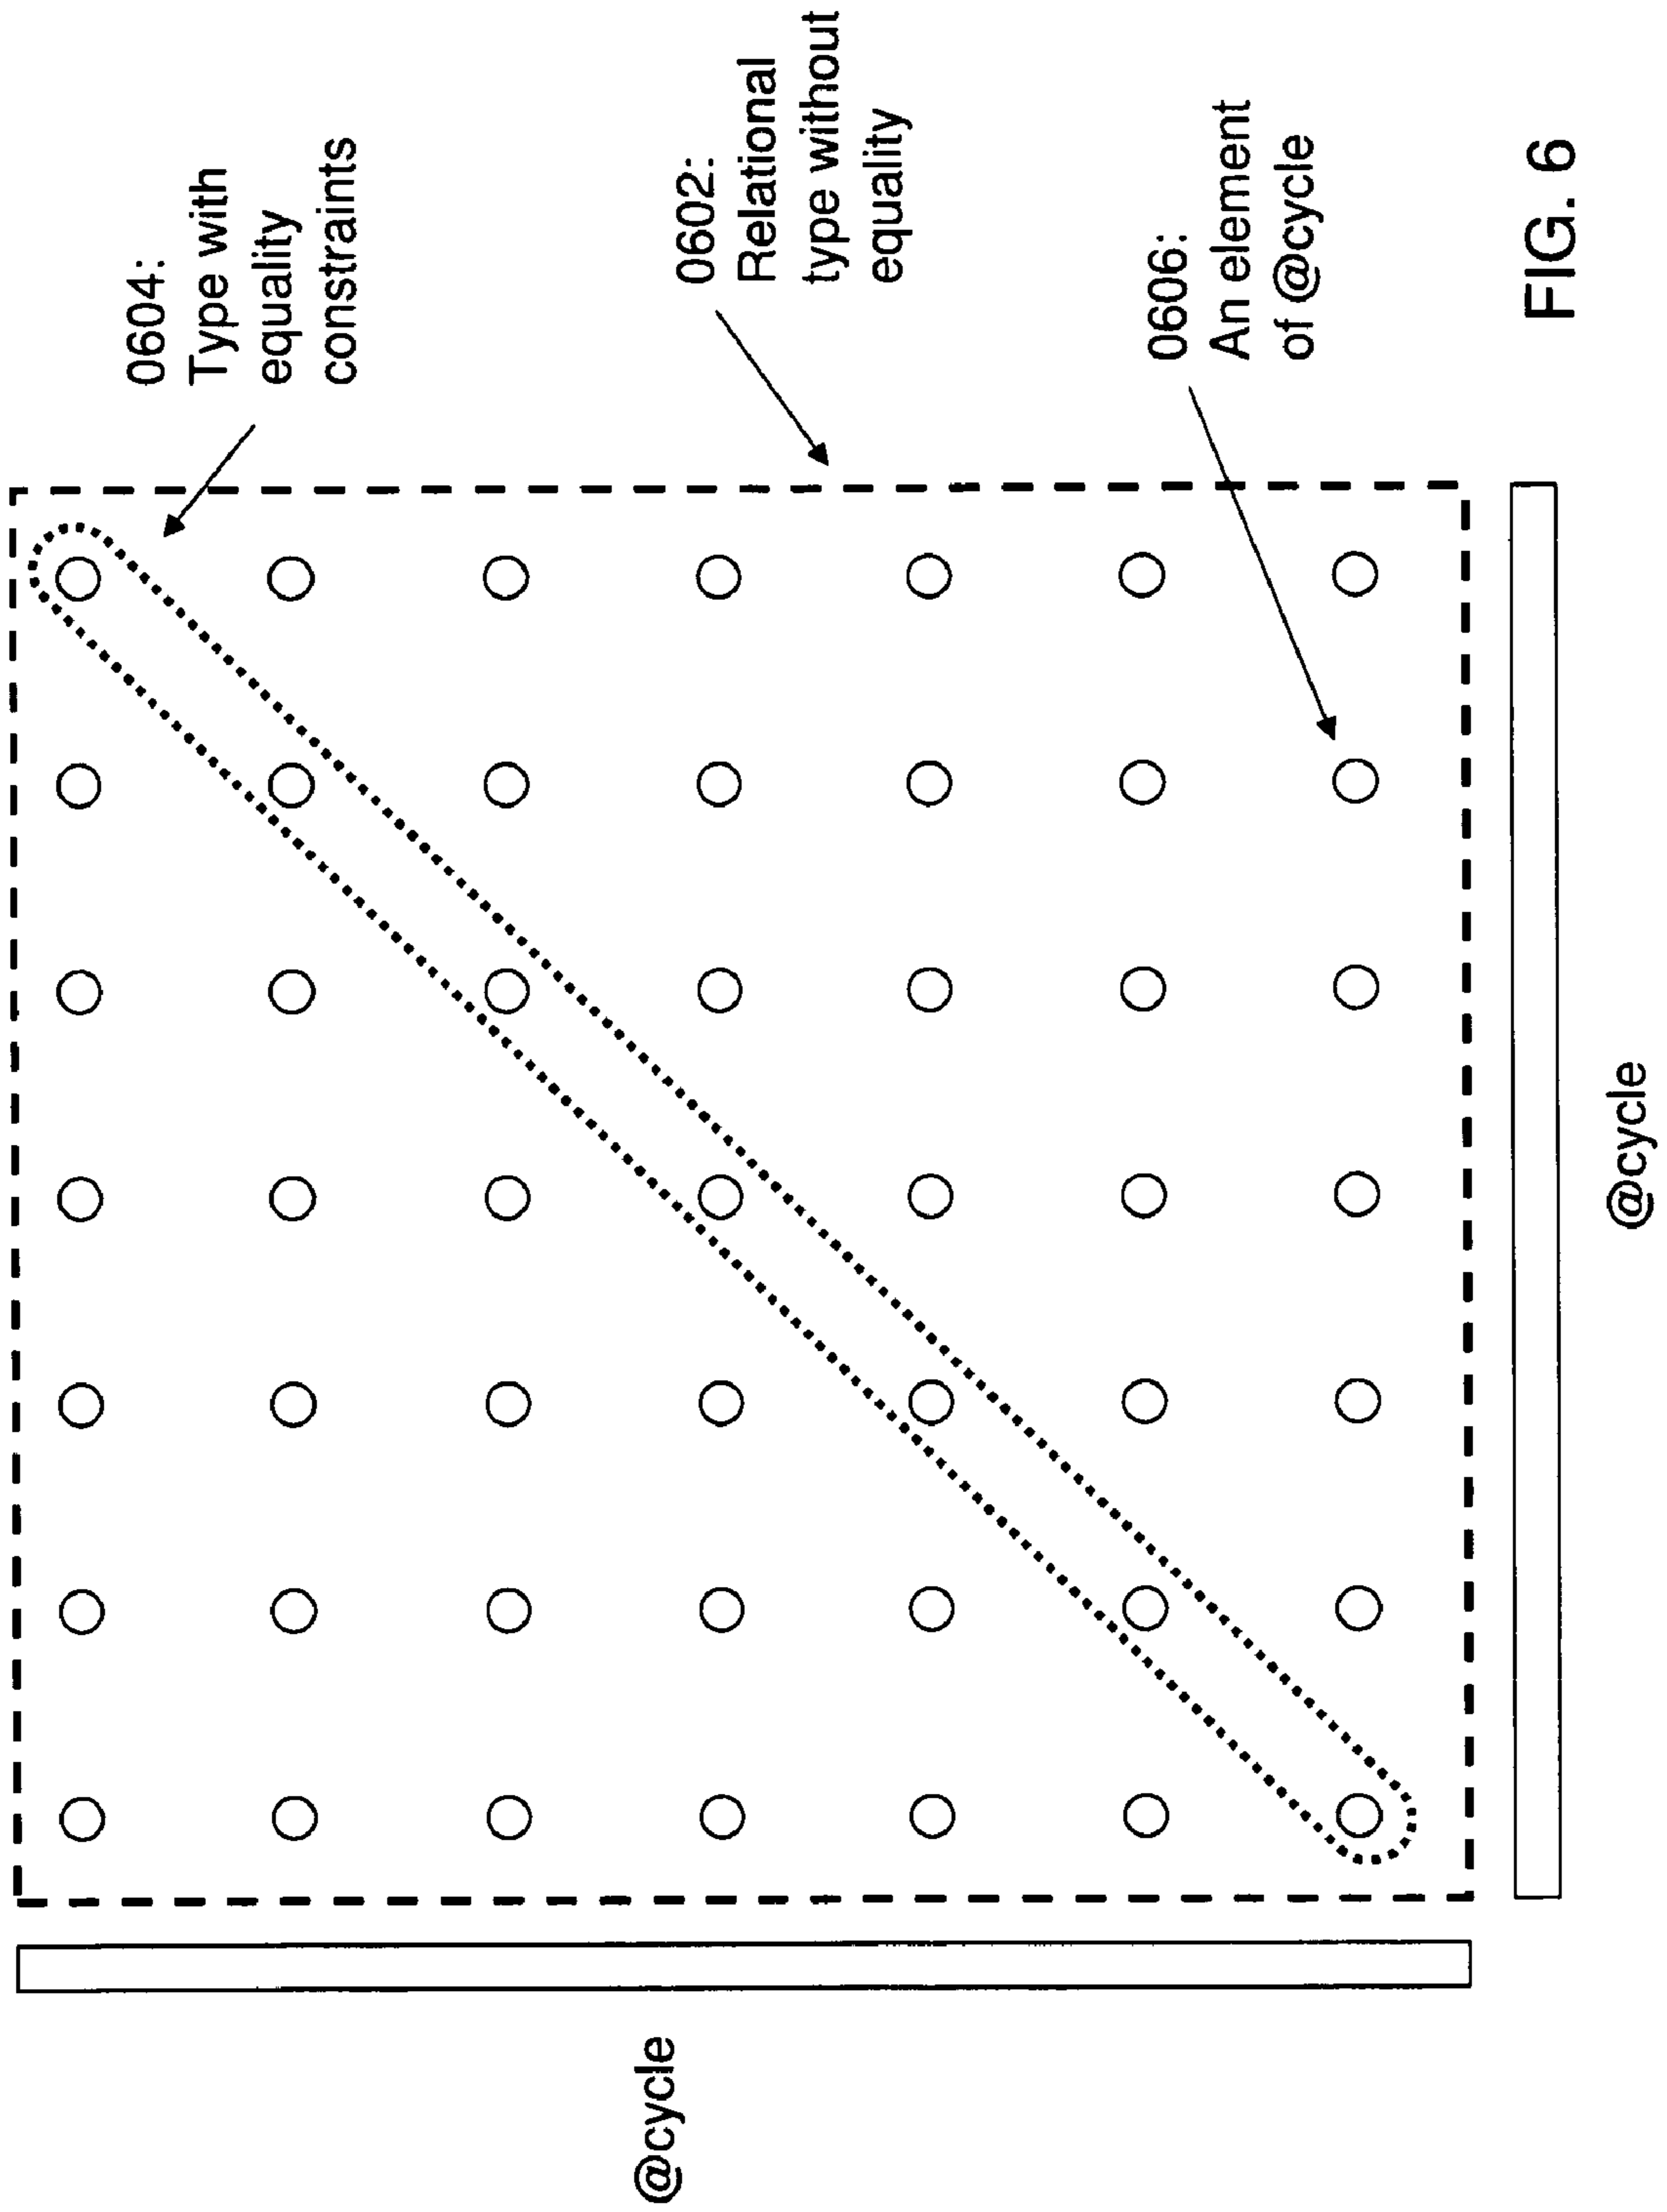 0604:
Type with
equality
constraints
0602:
Relational
type without
equality
0606:
An element
of @cycle
@cycle
@cycle
FIG. 6